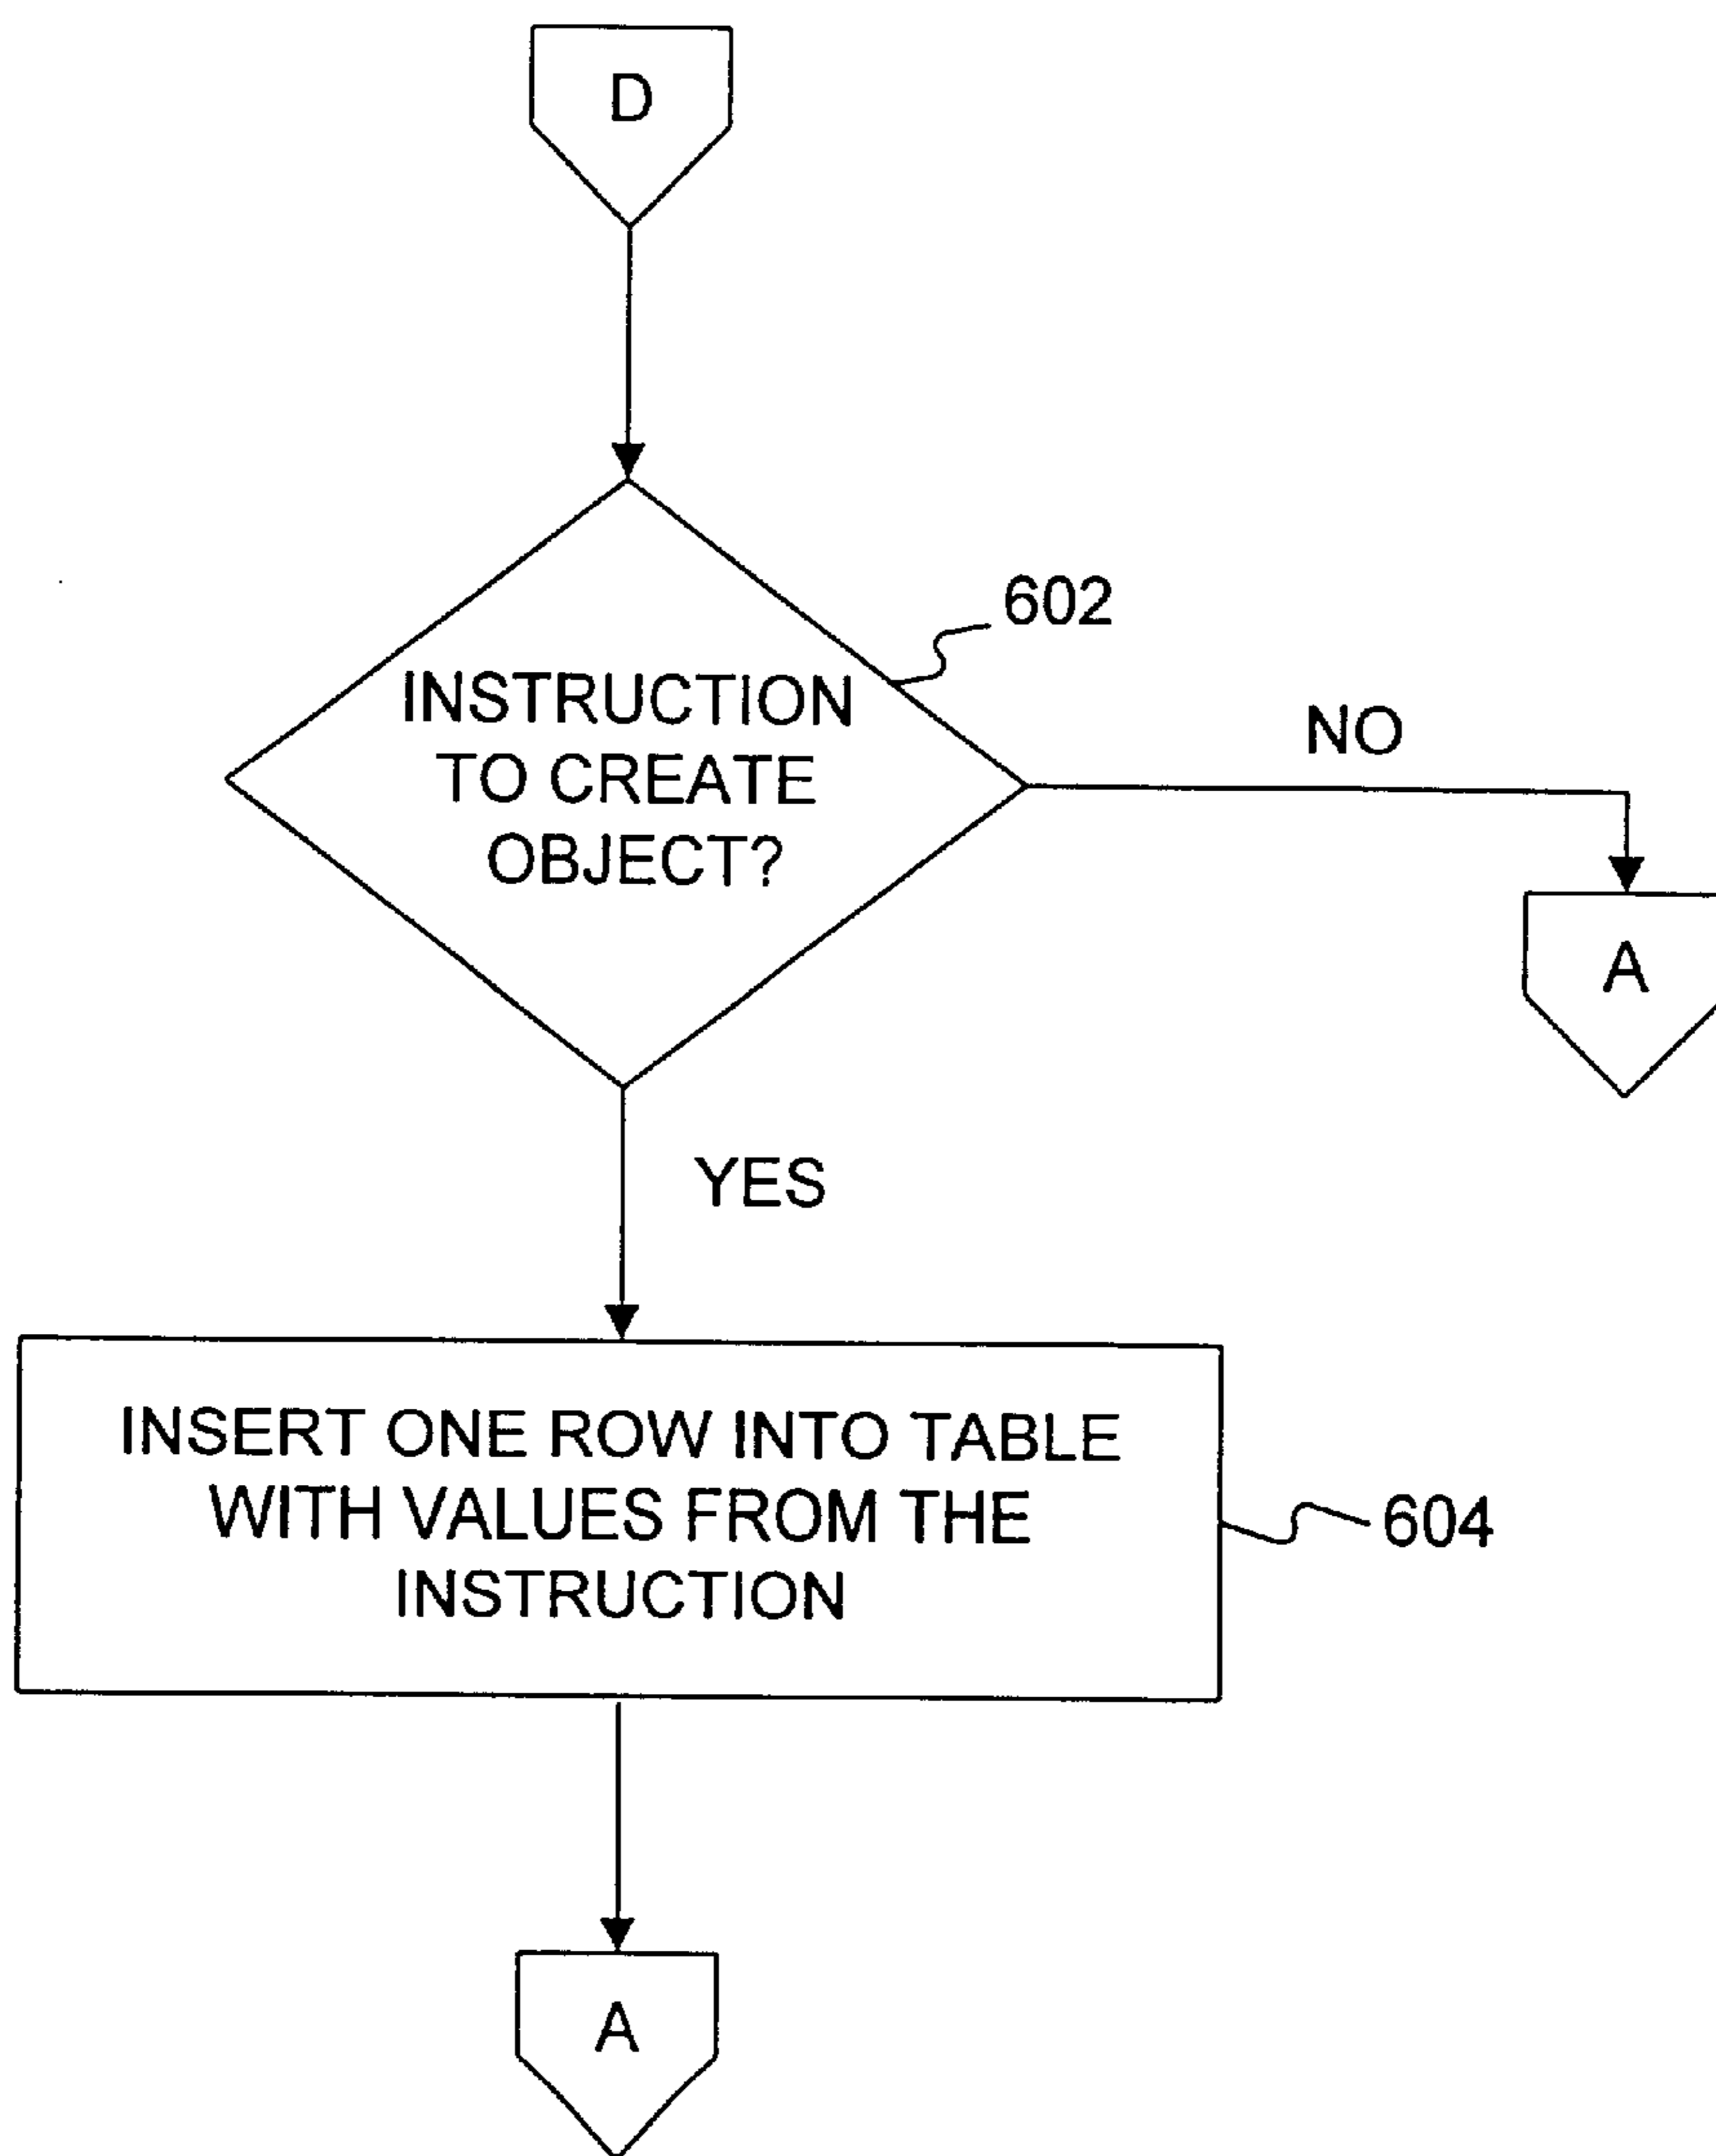 D
602
INSTRUCTION
TO CREATE
OBJECT?
NO
A
YES
INSERT ONE ROW INTO TABLE
WITH VALUES FROM THE
INSTRUCTION
604
A